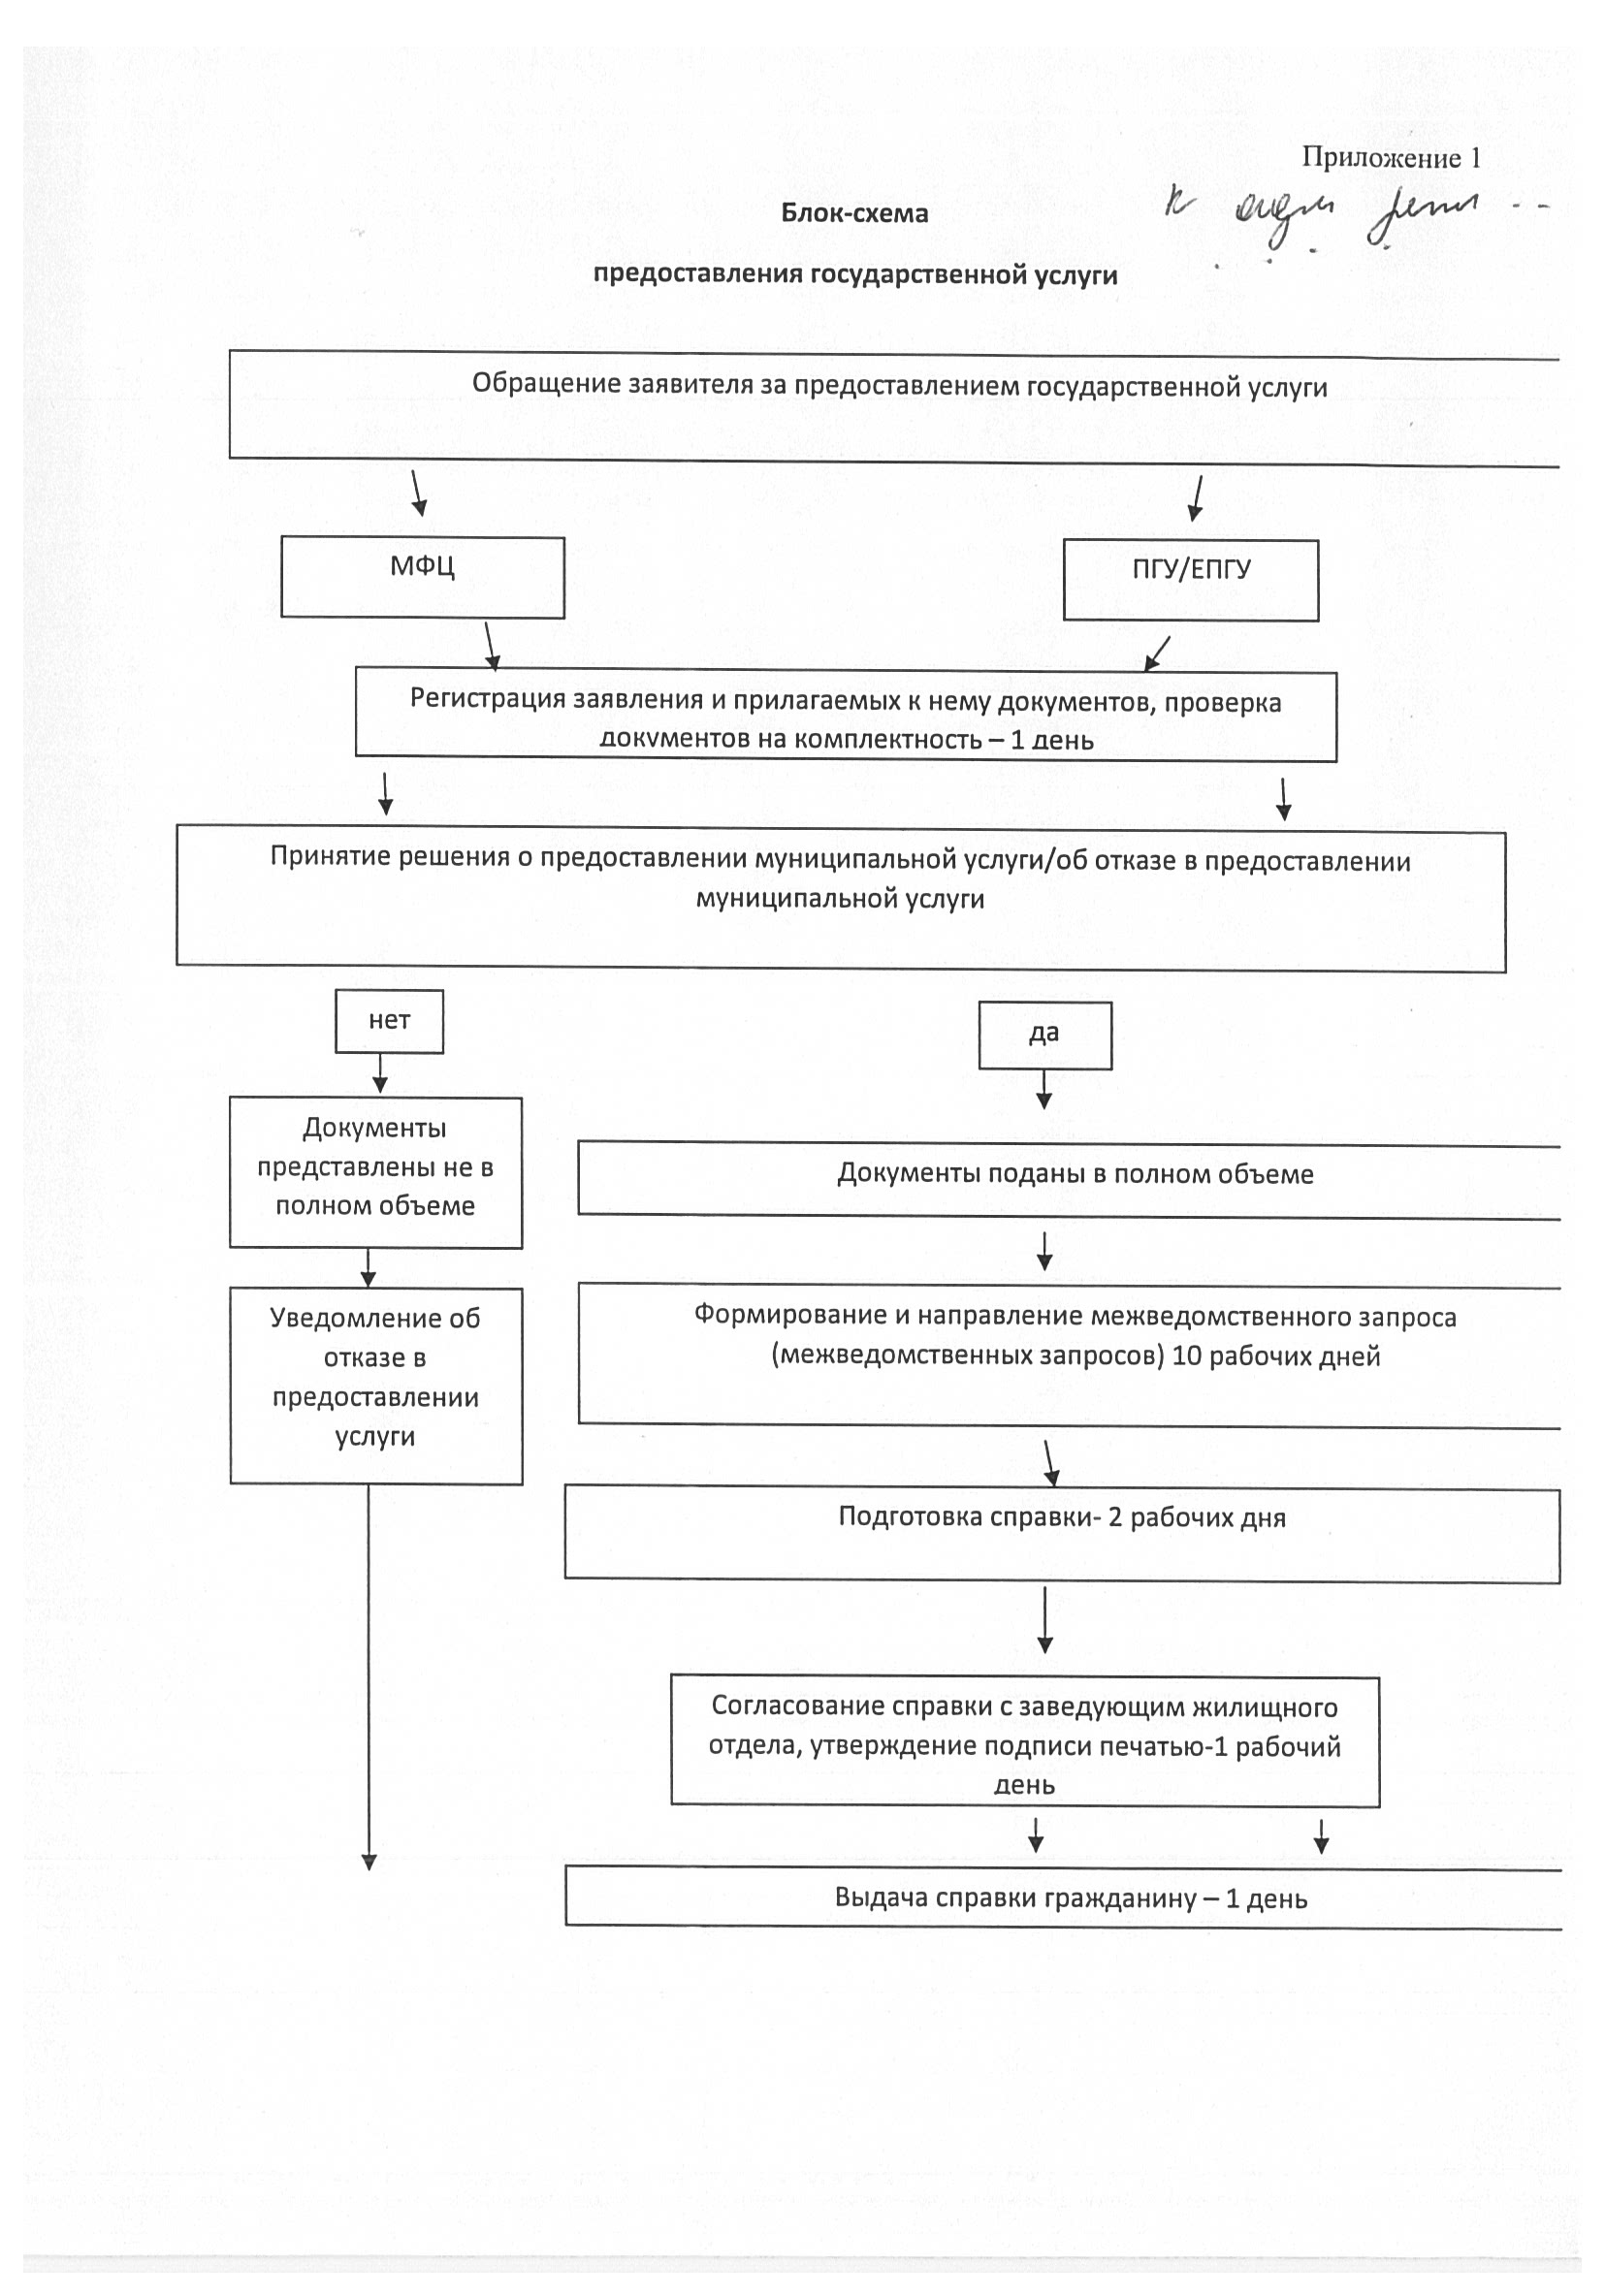 Приложение 1
к
Блок-схема
предоставления государственной услуги
Обращение заявителя за предоставлением государственной услуги
МФЦ
ПГУ/ЕПГУ
Регистрация заявления и прилагаемых к нему документов, проверка
документов на комплектность – 1 день
Принятие решения о предоставлении муниципальной услуги/об отказе в предоставлении
муниципальной услуги
нет
да
Документы
представлены не в
полном объеме
Документы поданы в полном объеме
Уведомление об
отказе в
предоставлении
услуги
Формирование и направление межведомственного запроса
(межведомственных запросов) 10 рабочих дней
Подготовка справки- 2 рабочих дня
Согласование справки с заведующим жилищного
отдела, утверждение подписи печатью-1 рабочий
день
Выдача справки гражданину – 1 день